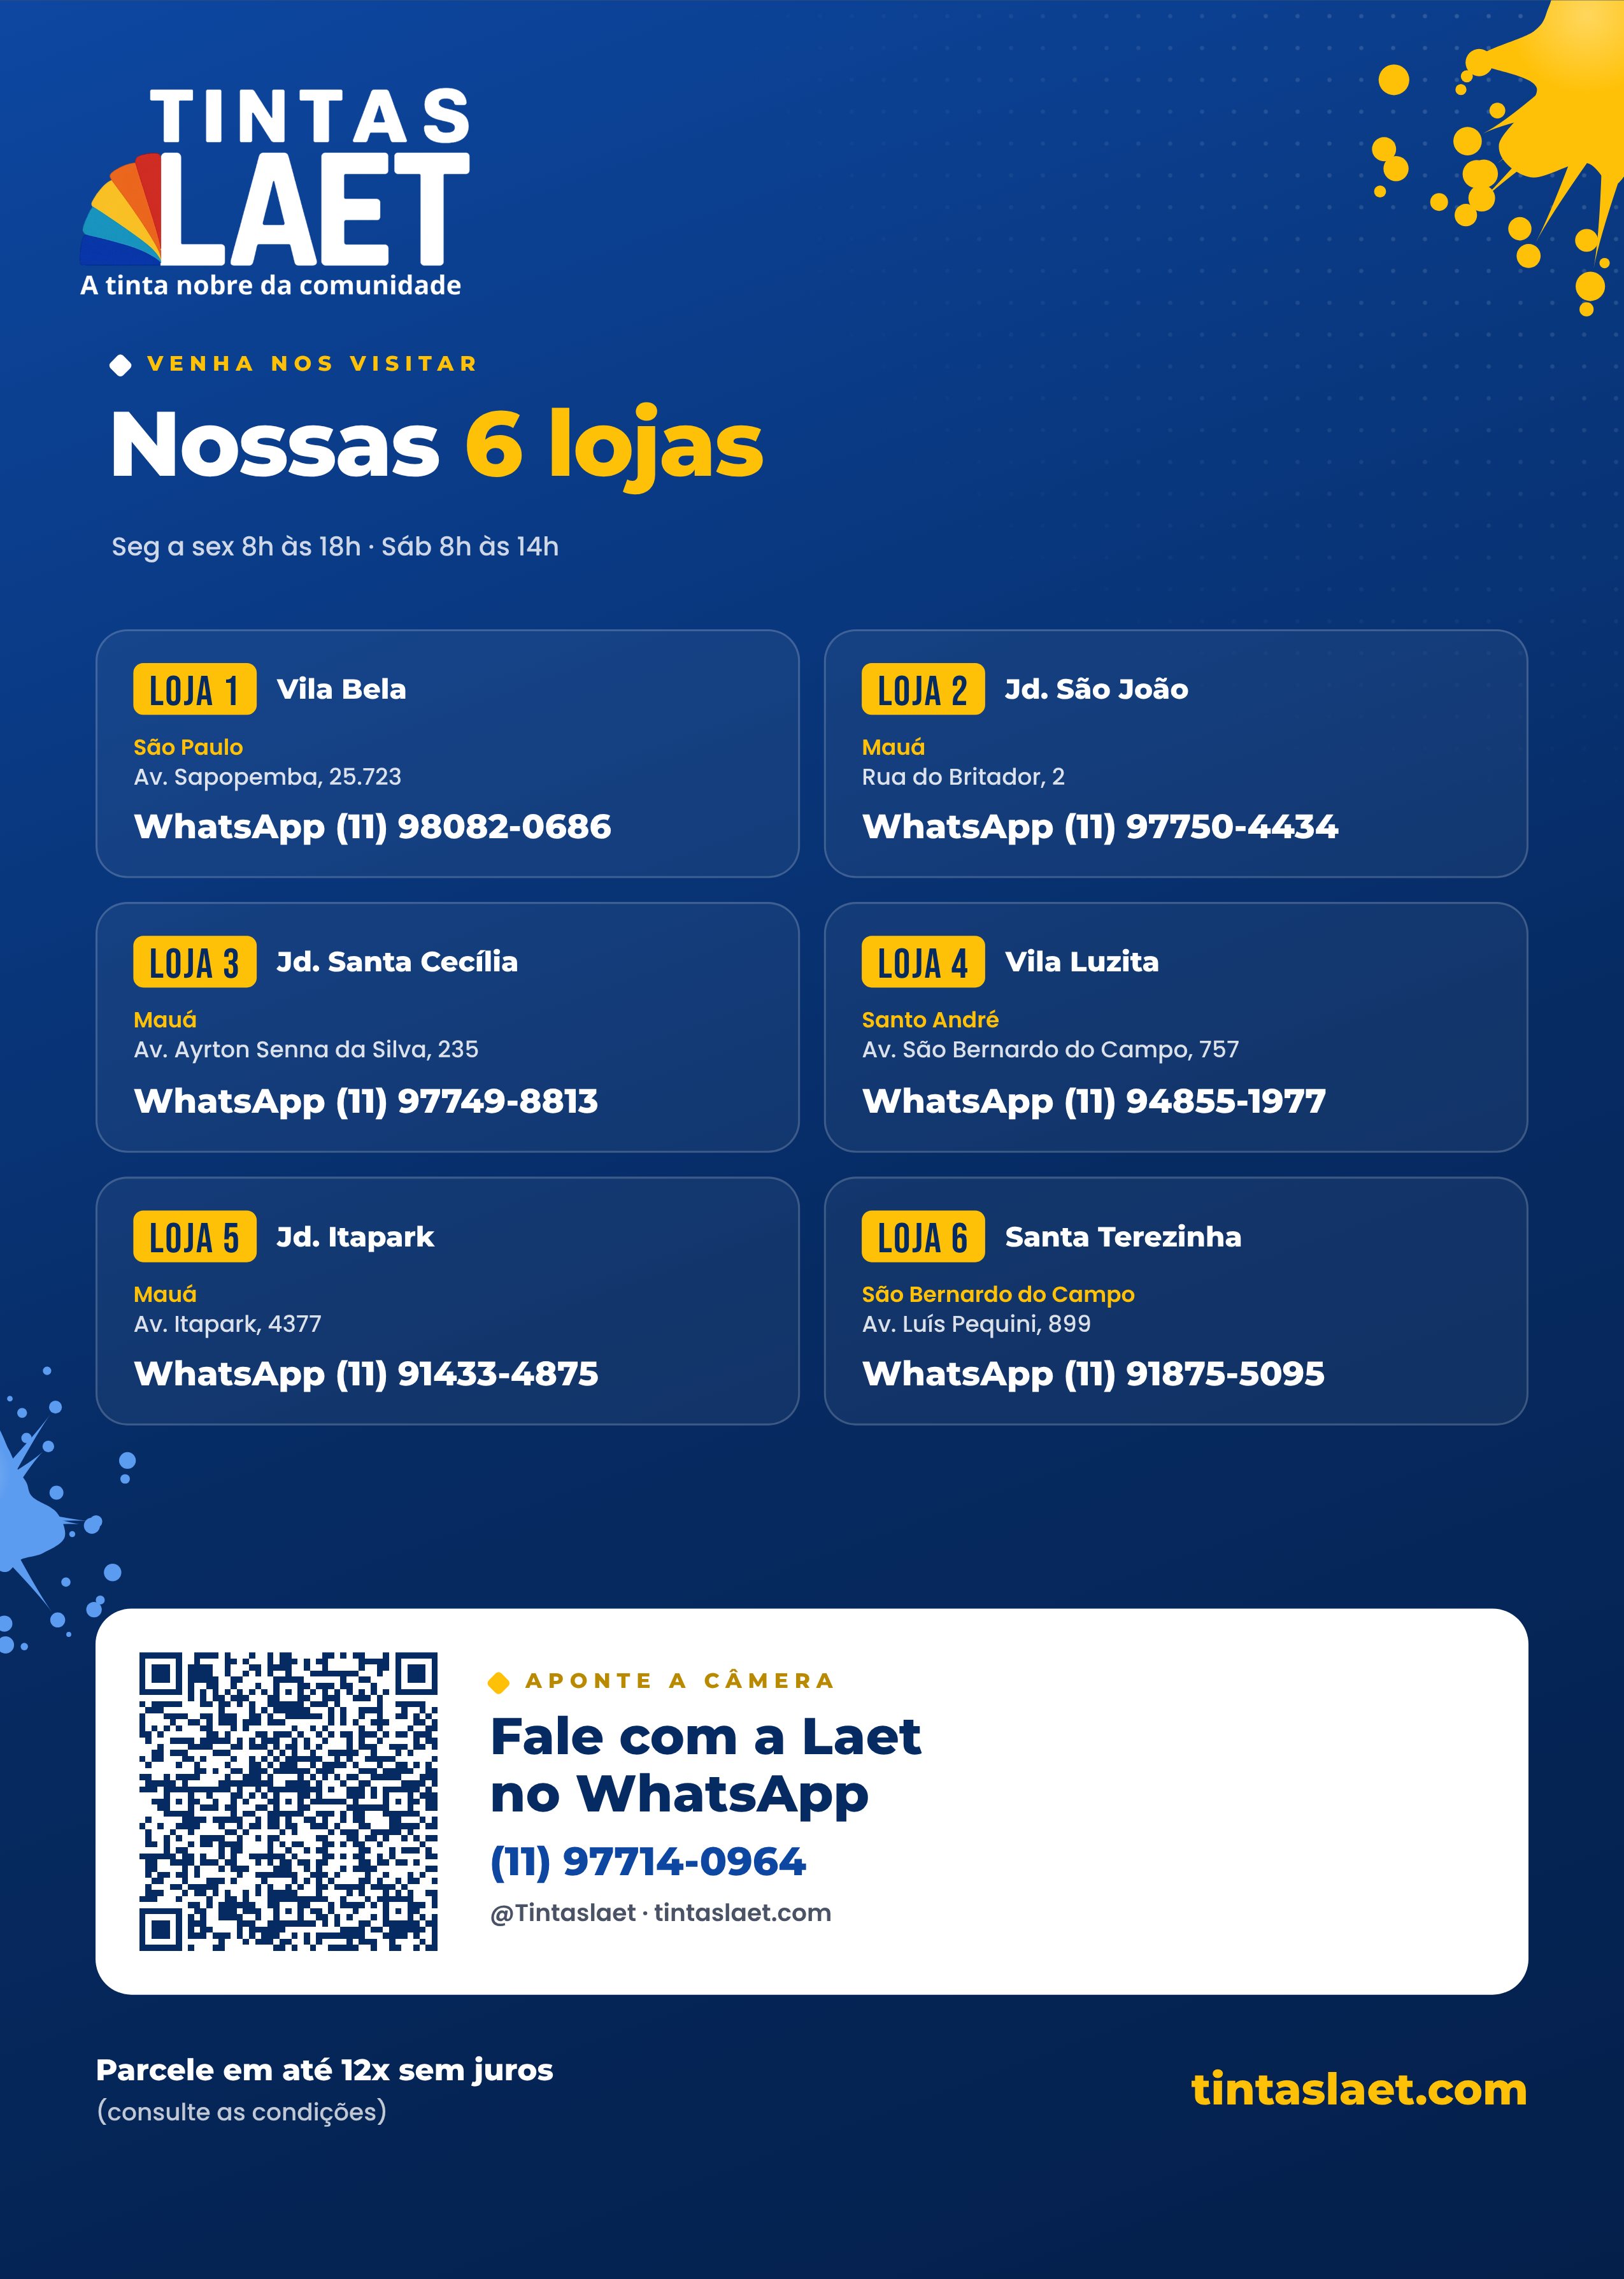 TINTAS
LAET
A tinta nobre da comunidade
VENHA NOS VISITAR
Nossas 6 lojas
Seg a sex 8h às 18h · Sáb 8h às 14h
LOJA 1 Vila Bela
São Paulo
Av. Sapopemba, 25.723
WhatsApp (11) 98082-0686
LOJA 2 Jd. São João
Mauá
Rua do Britador, 2
WhatsApp (11) 97750-4434
LOJA 3 Jd. Santa Cecília
Mauá
Av. Ayrton Senna da Silva, 235
WhatsApp (11) 97749-8813
LOJA 4 Vila Luzita
Santo André
Av. São Bernardo do Campo, 757
WhatsApp (11) 94855-1977
LOJA 5 Jd. Itapark
Mauá
Av. Itapark, 4377
WhatsApp (11) 91433-4875
LOJA 6 Santa Terezinha
São Bernardo do Campo
Av. Luís Pequini, 899
WhatsApp (11) 91875-5095
APONTE A CÂMERA
Fale com a Laet
no WhatsApp
(11) 97714-0964
@Tintaslaet · tintaslaet.com
Parcele em até 12x sem juros
(consulte as condições)
tintaslaet.com